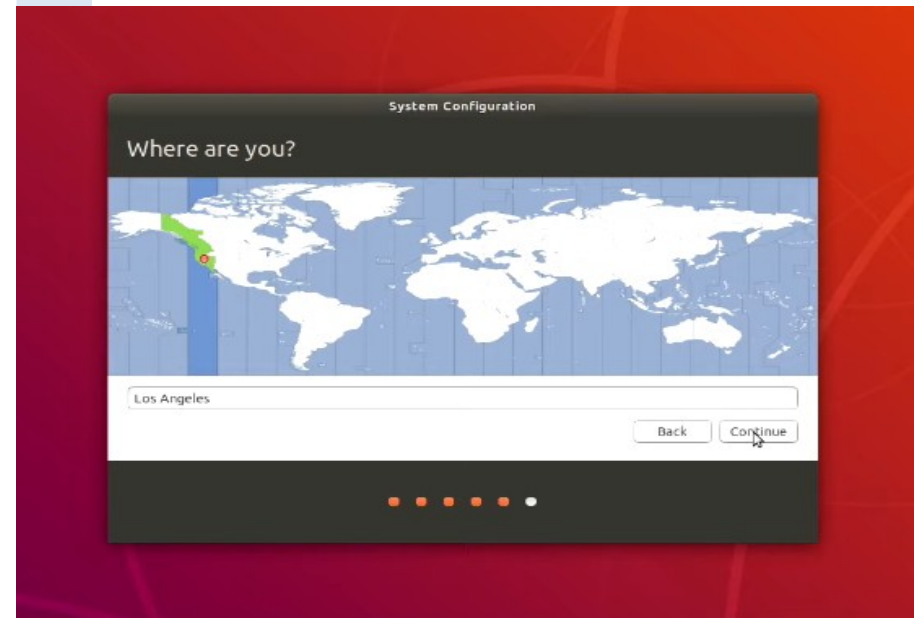 System Configuration
Where are you?
Los Angeles
Back
Continue